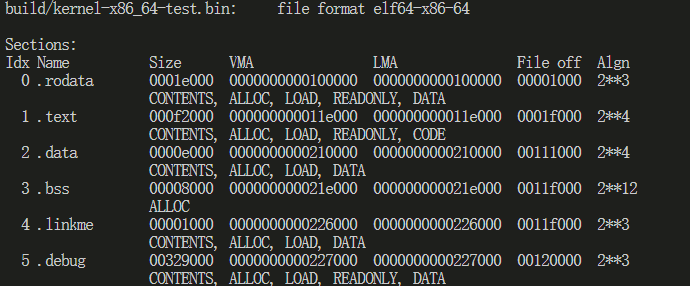 build/kernel-x86_64-test.bin:     file format elf64-x86-64
Sections:
Idx Name          Size      VMA               LMA               File off  Algn
  0 .rodata       0001e000  0000000000100000  0000000000100000  00001000  2**3
                  CONTENTS, ALLOC, LOAD, READONLY, DATA
  1 .text         000f2000  000000000011e000  000000000011e000  0001f000  2**4
                  CONTENTS, ALLOC, LOAD, READONLY, CODE
  2 .data         0000e000  0000000000210000  0000000000210000  00111000  2**4
                  CONTENTS, ALLOC, LOAD, DATA
  3 .bss          00008000  000000000021e000  000000000021e000  0011f000  2**12
                  ALLOC
  4 .linkme       00001000  0000000000226000  0000000000226000  0011f000  2**3
                  CONTENTS, ALLOC, LOAD, DATA
  5 .debug        00329000  0000000000227000  0000000000227000  00120000  2**3
                  CONTENTS, ALLOC, LOAD, READONLY, DATA